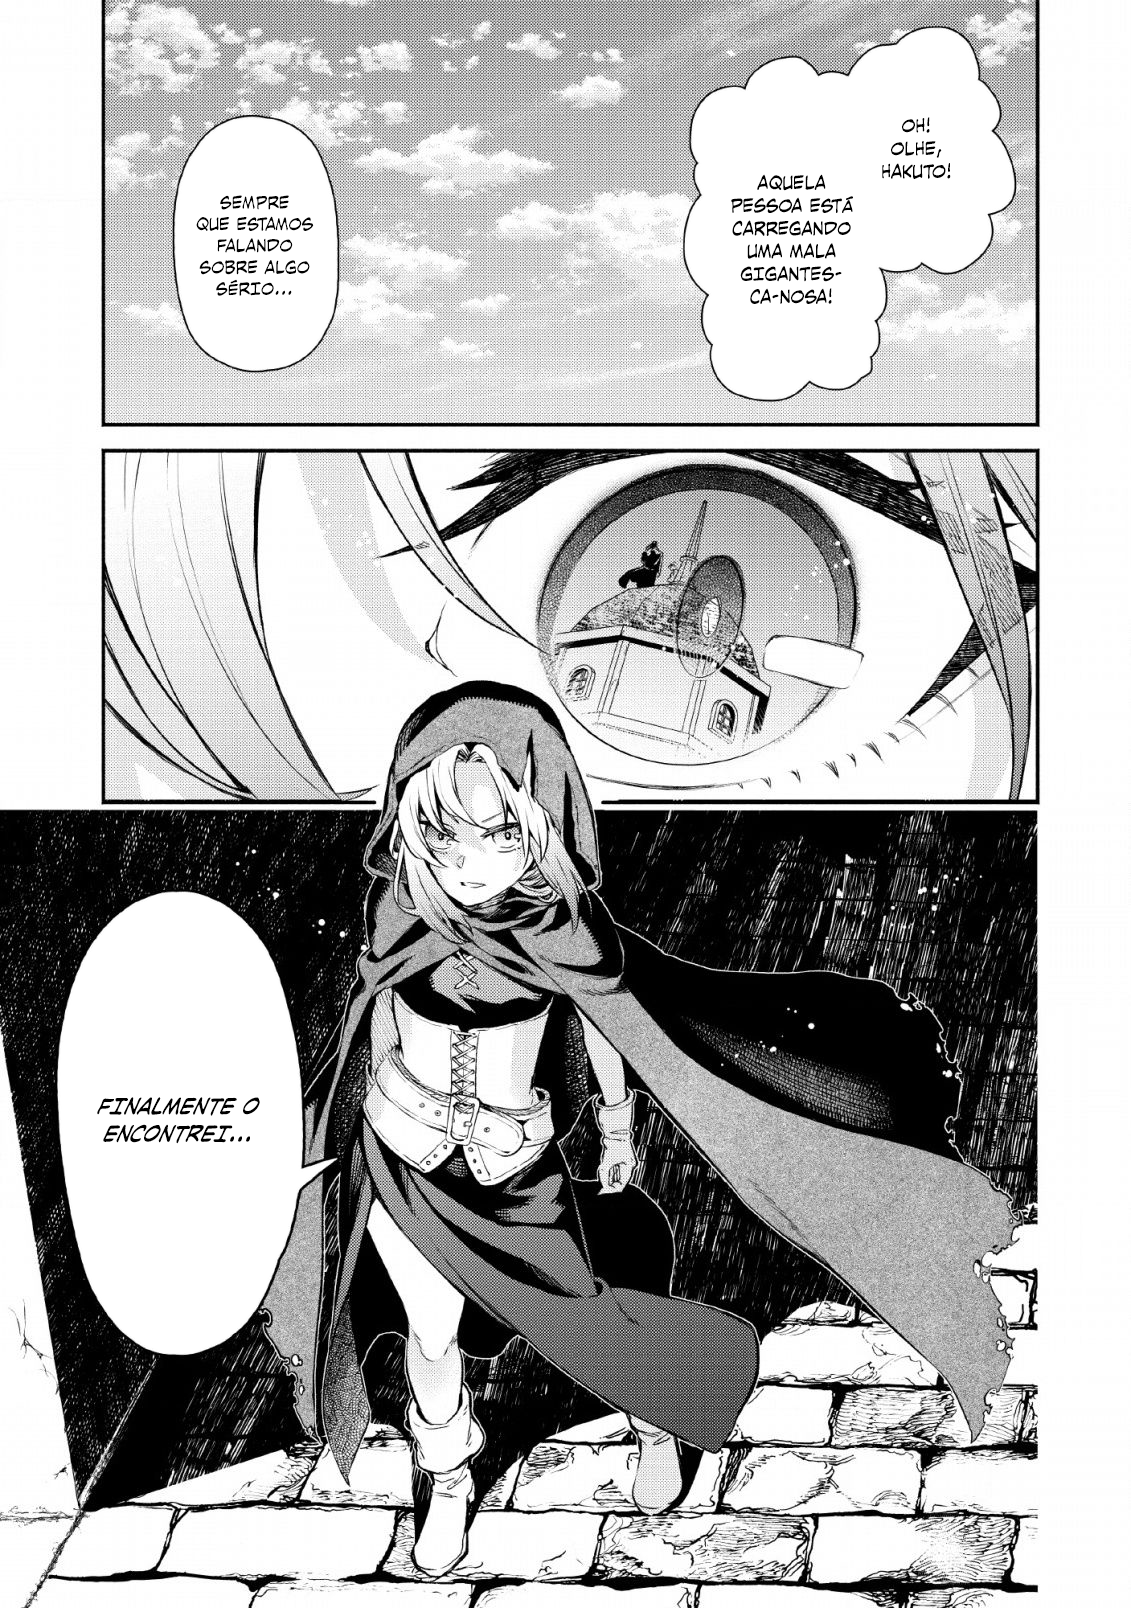 OH!
OLHE,
HAKUTO!
AQUELA
PESSOA ESTÁ
CARREGANDO
UMA MALA
GIGANTES-
CA-NOSA!
SEMPRE
QUE ESTAMOS
FALANDO
SOBRE ALGO
SÉRIO...
FINALMENTE O
ENCONTREI...